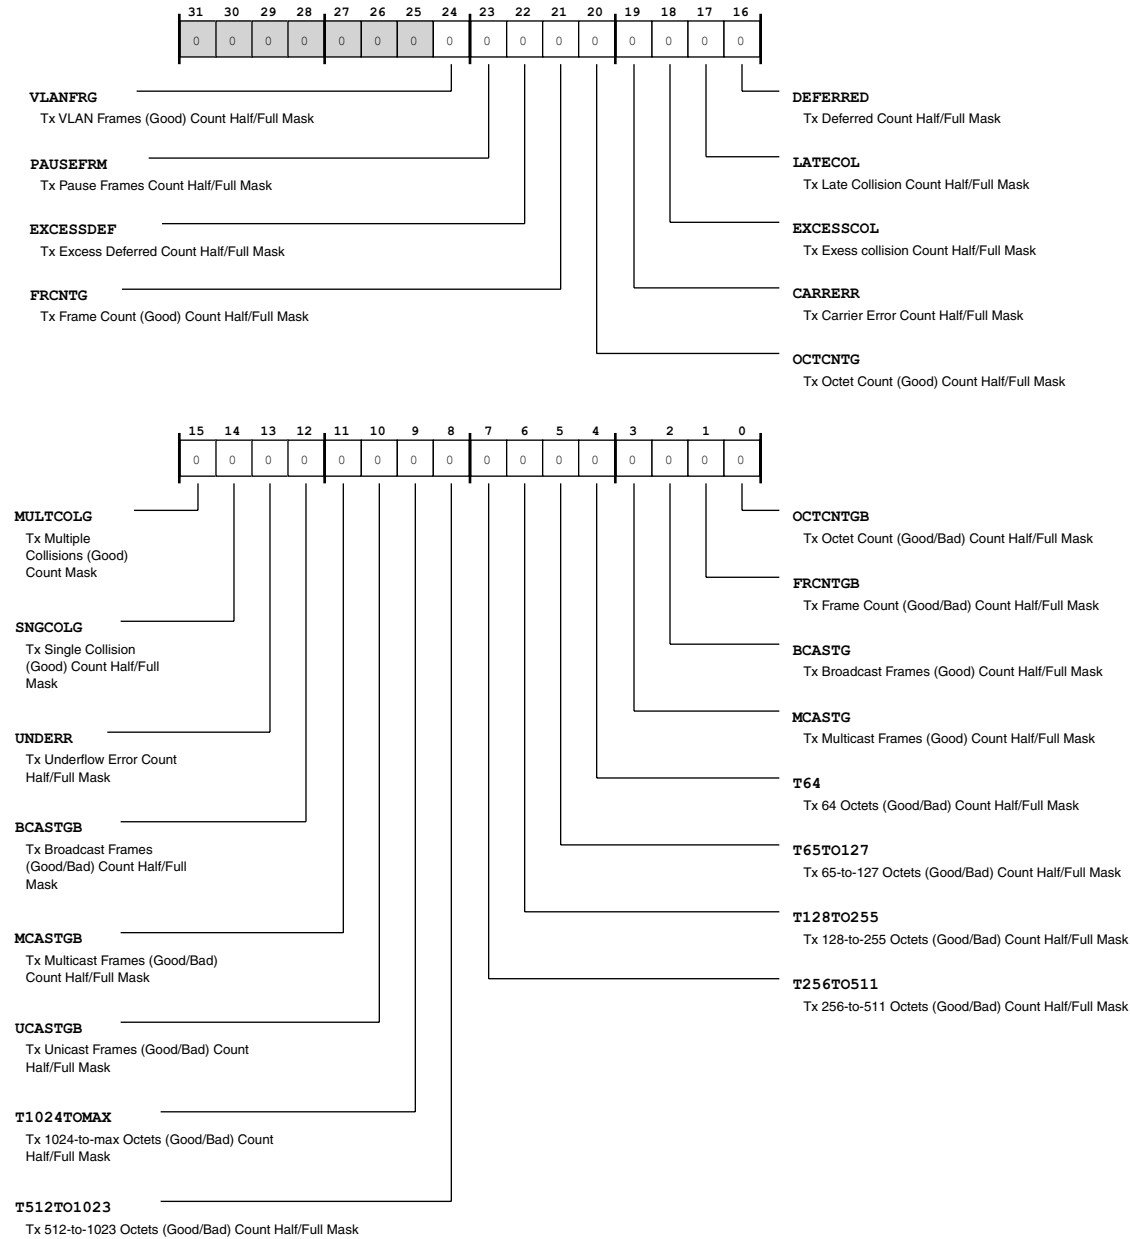 31 30 29 28 27 26 25 24 23 22 21 20 19 18 17 16
0 0 0 0 0 0 0 0 0 0 0 0 0 0 0 0
VLANFRG
Tx VLAN Frames (Good) Count Half/Full Mask
PAUSEFRM
Tx Pause Frames Count Half/Full Mask
EXCESSDEF
Tx Excess Deferred Count Half/Full Mask
FRCNTG
Tx Frame Count (Good) Count Half/Full Mask
DEFERRED
Tx Deferred Count Half/Full Mask
LATECOL
Tx Late Collision Count Half/Full Mask
EXCESSCOL
Tx Exess collision Count Half/Full Mask
CARRERR
Tx Carrier Error Count Half/Full Mask
OCTCNTG
Tx Octet Count (Good) Count Half/Full Mask
15 14 13 12 11 10 9 8 7 6 5 4 3 2 1 0
0 0 0 0 0 0 0 0 0 0 0 0 0 0 0 0
MULTCOLG
Tx Multiple
Collisions (Good)
Count Mask
SNGCOLG
Tx Single Collision
(Good) Count Half/Full
Mask
UNDERR
Tx Underflow Error Count
Half/Full Mask
BCASTGB
Tx Broadcast Frames
(Good/Bad) Count Half/Full
Mask
MCASTGB
Tx Multicast Frames (Good/Bad)
Count Half/Full Mask
UCASTGB
Tx Unicast Frames (Good/Bad) Count
Half/Full Mask
T1024TOMAX
Tx 1024-to-max Octets (Good/Bad) Count
Half/Full Mask
T512TO1023
Tx 512-to-1023 Octets (Good/Bad) Count Half/Full Mask
OCTCNTGB
Tx Octet Count (Good/Bad) Count Half/Full Mask
FRCNTGB
Tx Frame Count (Good/Bad) Count Half/Full Mask
BCASTG
Tx Broadcast Frames (Good) Count Half/Full Mask
MCASTG
Tx Multicast Frames (Good) Count Half/Full Mask
T64
Tx 64 Octets (Good/Bad) Count Half/Full Mask
T65TO127
Tx 65-to-127 Octets (Good/Bad) Count Half/Full Mask
T128TO255
Tx 128-to-255 Octets (Good/Bad) Count Half/Full Mask
T256TO511
Tx 256-to-511 Octets (Good/Bad) Count Half/Full Mask